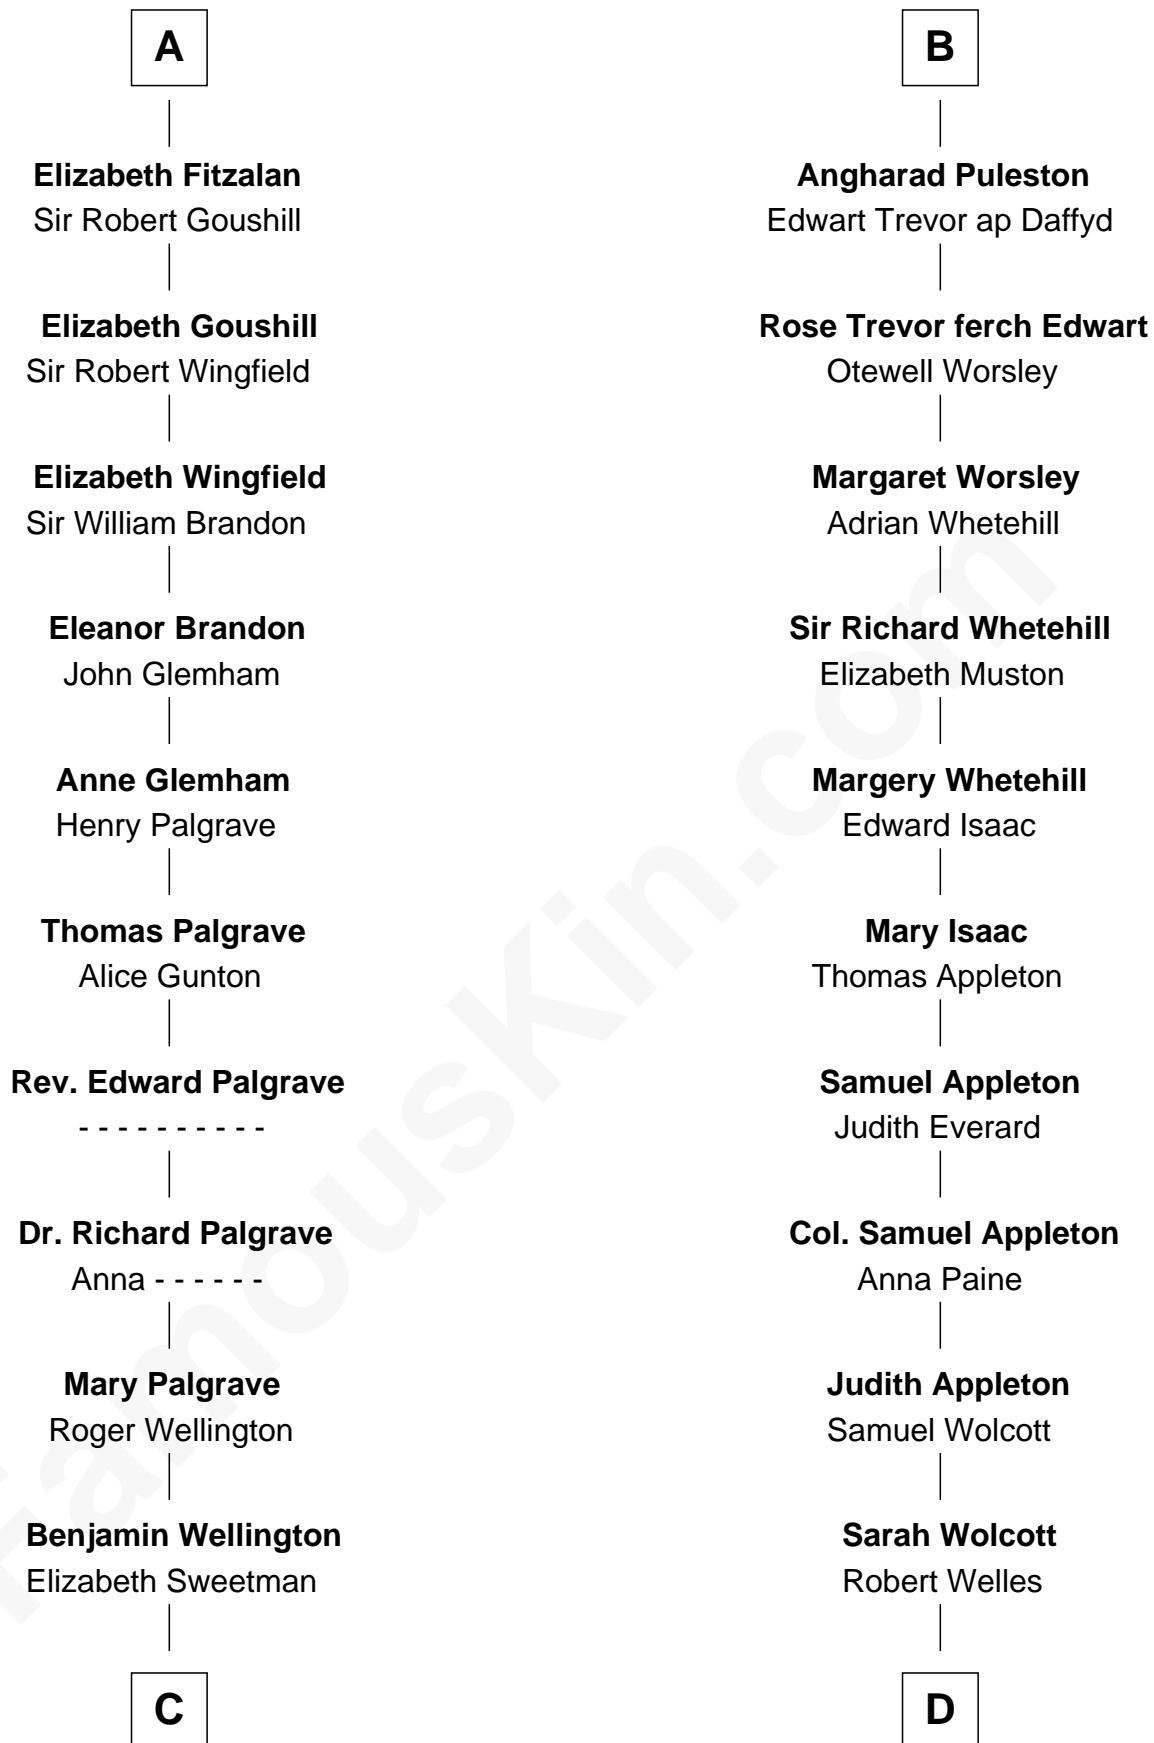 A
Elizabeth Fitzalan
Sir Robert Goushill
Elizabeth Goushill
Sir Robert Wingfield
Elizabeth Wingfield
Sir William Brandon
Eleanor Brandon
John Glemham
Anne Glemham
Henry Palgrave
Thomas Palgrave
Alice Gunton
Rev. Edward Palgrave
- - - - - - - - - -
Dr. Richard Palgrave
Anna - - - - - -
Mary Palgrave
Roger Wellington
Benjamin Wellington
Elizabeth Sweetman
C
B
Angharad Puleston
Edwart Trevor ap Daffyd
Rose Trevor ferch Edwart
Otewell Worsley
Margaret Worsley
Adrian Whetehill
Sir Richard Whetehill
Elizabeth Muston
Margery Whetehill
Edward Isaac
Mary Isaac
Thomas Appleton
Samuel Appleton
Judith Everard
Col. Samuel Appleton
Anna Paine
Judith Appleton
Samuel Wolcott
Sarah Wolcott
Robert Welles
D
FamousKin.com